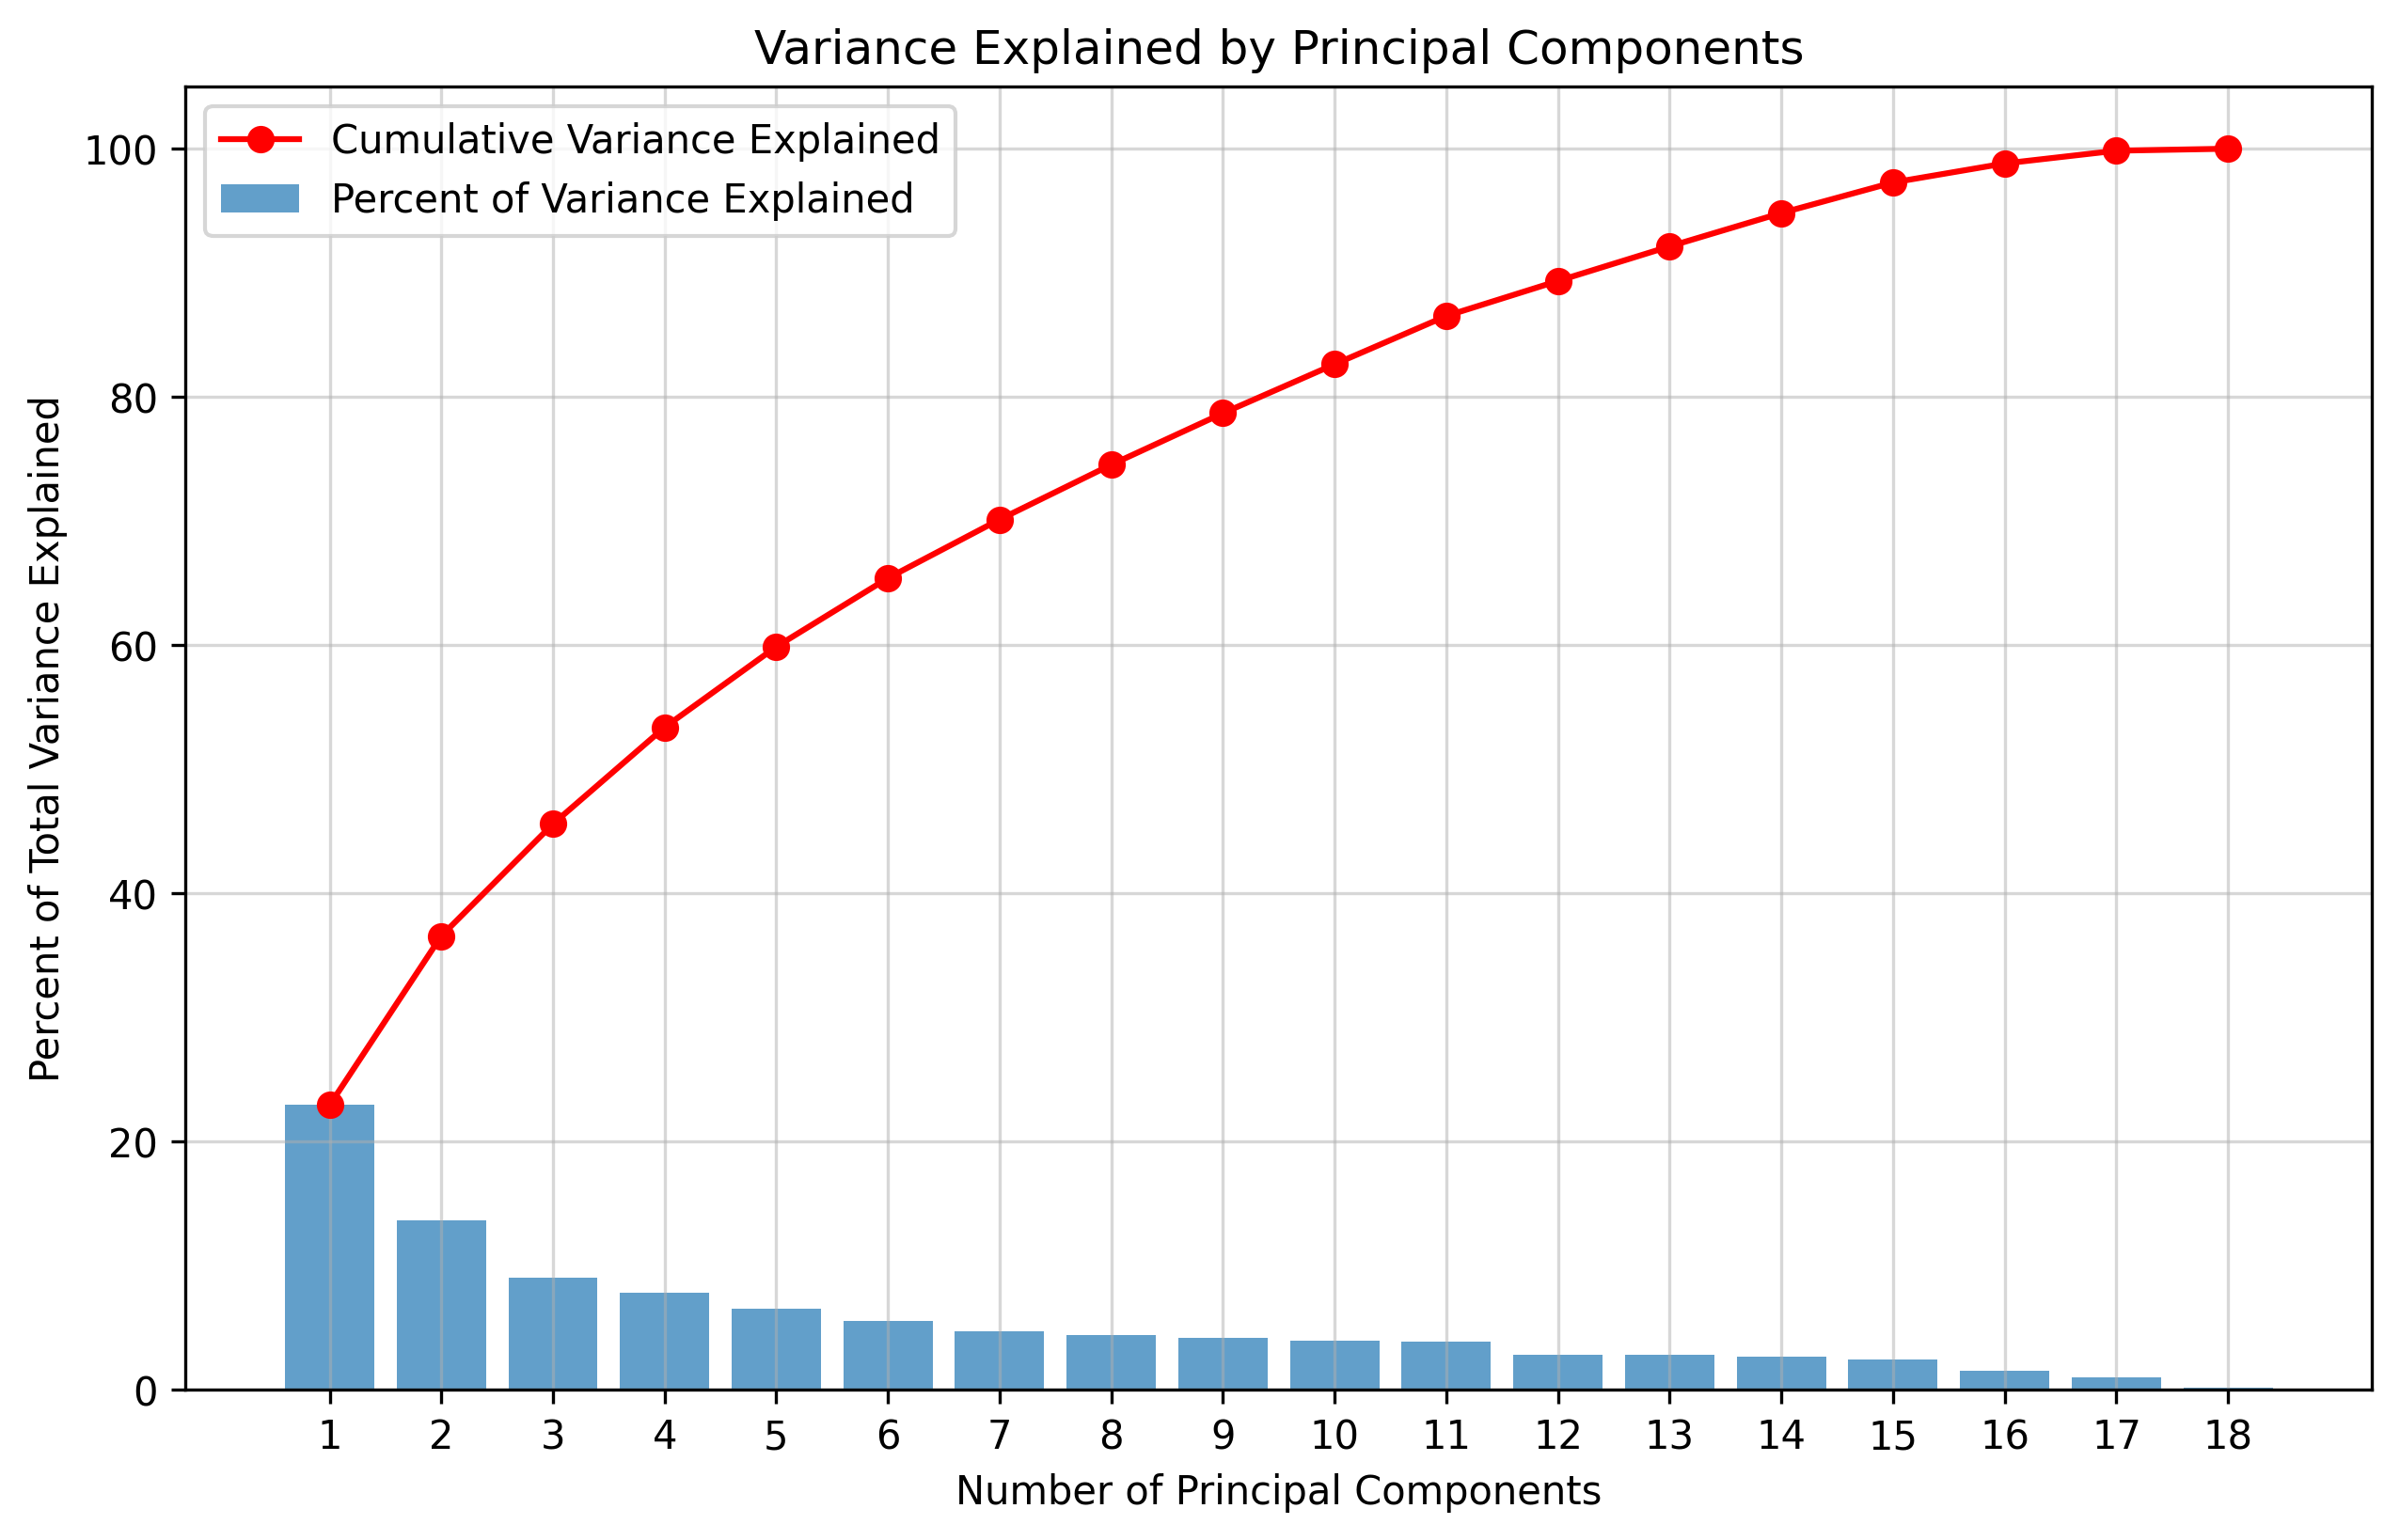 Variance Explained by Principal Components
Cumulative Variance Explained
Percent of Variance Explained
Percent of Total Variance Explained
100
80
60
40
20
0
1 2 3 4 5 6 7 8 9 10 11 12 13 14 15 16 17 18
Number of Principal Components